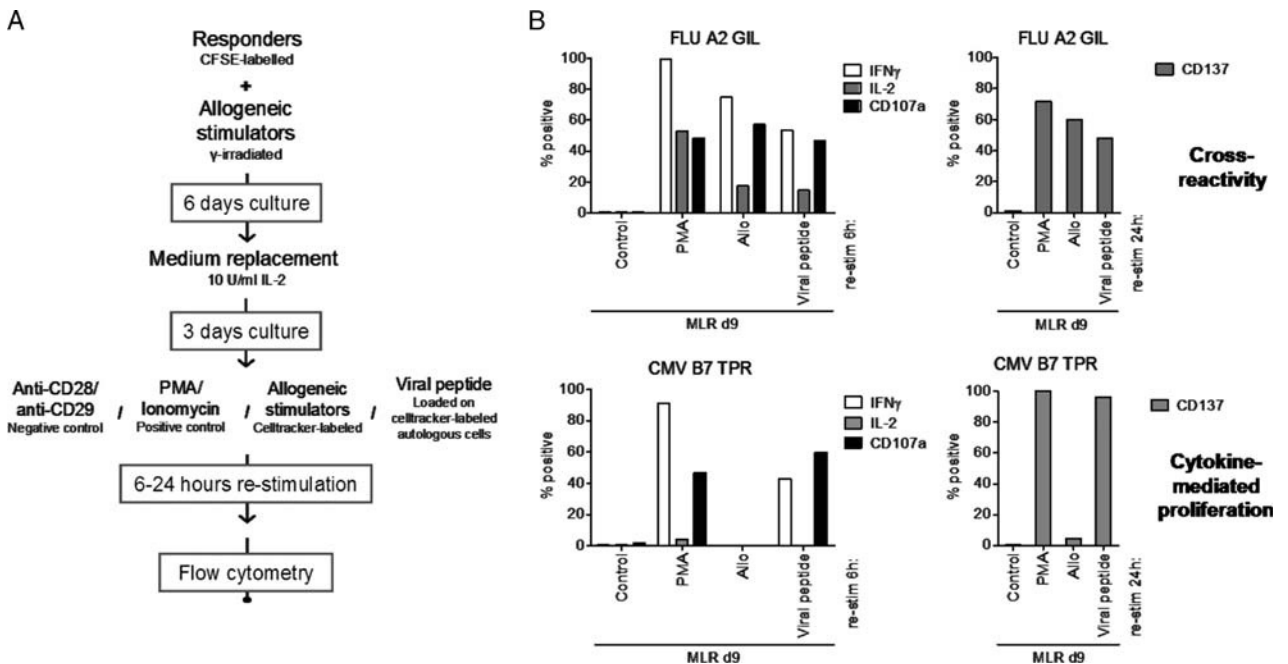 A
Responders
CFSE-labelled
+
Allogeneic
stimulators
γ-irradiated
6 days culture
Medium replacement
10 U/ml IL-2
3 days culture
Anti-CD28/
anti-CD29
Negative control
/
PMA/
Ionomycin
Positive control
/
Allogeneic
stimulators
Celltracker-labeled
/
Viral peptide
Loaded on
celltracker-labeled
autologous cells
6-24 hours re-stimulation
Flow cytometry
B
FLU A2 GIL
% positive
100
80
60
40
20
0
IFNγ
IL-2
CD107a
Control
PMA
Allo
Viral peptide
re-stim 6h:
MLR d9
FLU A2 GIL
% positive
100
80
60
40
20
0
CD137
Control
PMA
Allo
Viral peptide
re-stim 24h:
MLR d9
Cross-
reactivity
CMV B7 TPR
% positive
100
80
60
40
20
0
IFNγ
IL-2
CD107a
Control
PMA
Allo
Viral peptide
re-stim 6h:
MLR d9
CMV B7 TPR
% positive
100
80
60
40
20
0
CD137
Control
PMA
Allo
Viral peptide
re-stim 24h:
MLR d9
Cytokine-
mediated
proliferation